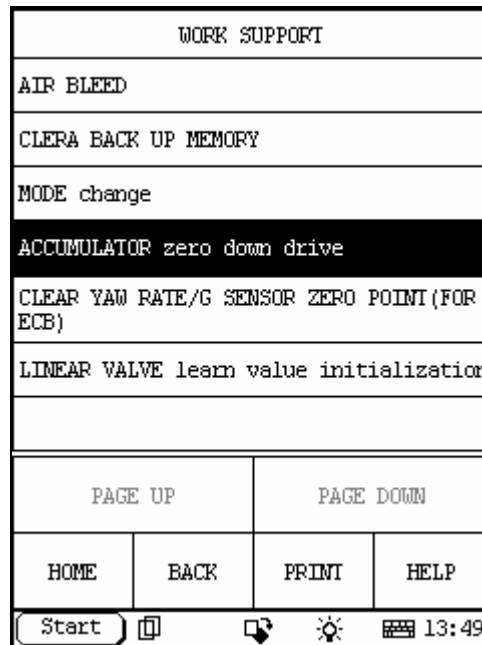 WORK SUPPORT
AIR BLEED
CLERA BACK UP MEMORY
MODE change
ACCUMULATOR zero down drive
CLEAR YAW RATE/G SENSOR ZERO POINT(FOR
ECB)
LINEAR VALVE learn value initialization
PAGE UP
PAGE DOWN
HOME
BACK
PRINT
HELP
Start
13:49